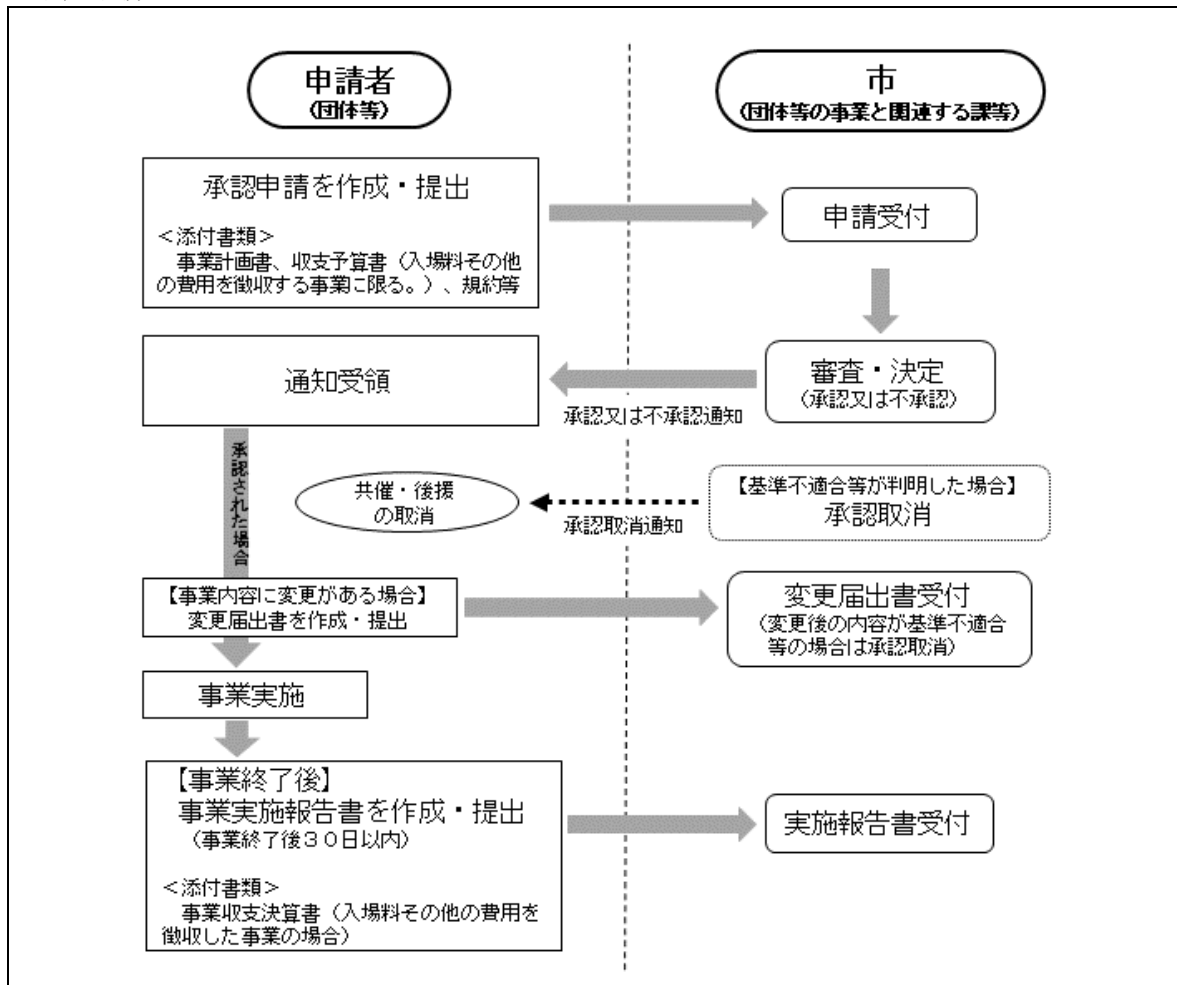 申請者
（団体等）
市
（団体等の事業と関連する課等）
承認申請を作成・提出
＜添付書類＞
事業計画書、収支予算書（入場料その他
の費用を徴収する事業に限る。）、規約等
申請受付
通知受領
審査・決定
（承認又は不承認）
承認又は不承認通知
承認された場合
共催・後援
の取消
承認取消通知
【基準不適合等が判明した場合】
承認取消
【事業内容に変更がある場合】
変更届出書を作成・提出
変更届出書受付
（変更後の内容が基準不適合
等の場合は承認取消）
事業実施
【事業終了後】
事業実施報告書を作成・提出
（事業終了後３０日以内）
＜添付書類＞
事業収支決算書（入場料その他の費用を
徴収した事業の場合）
実施報告書受付